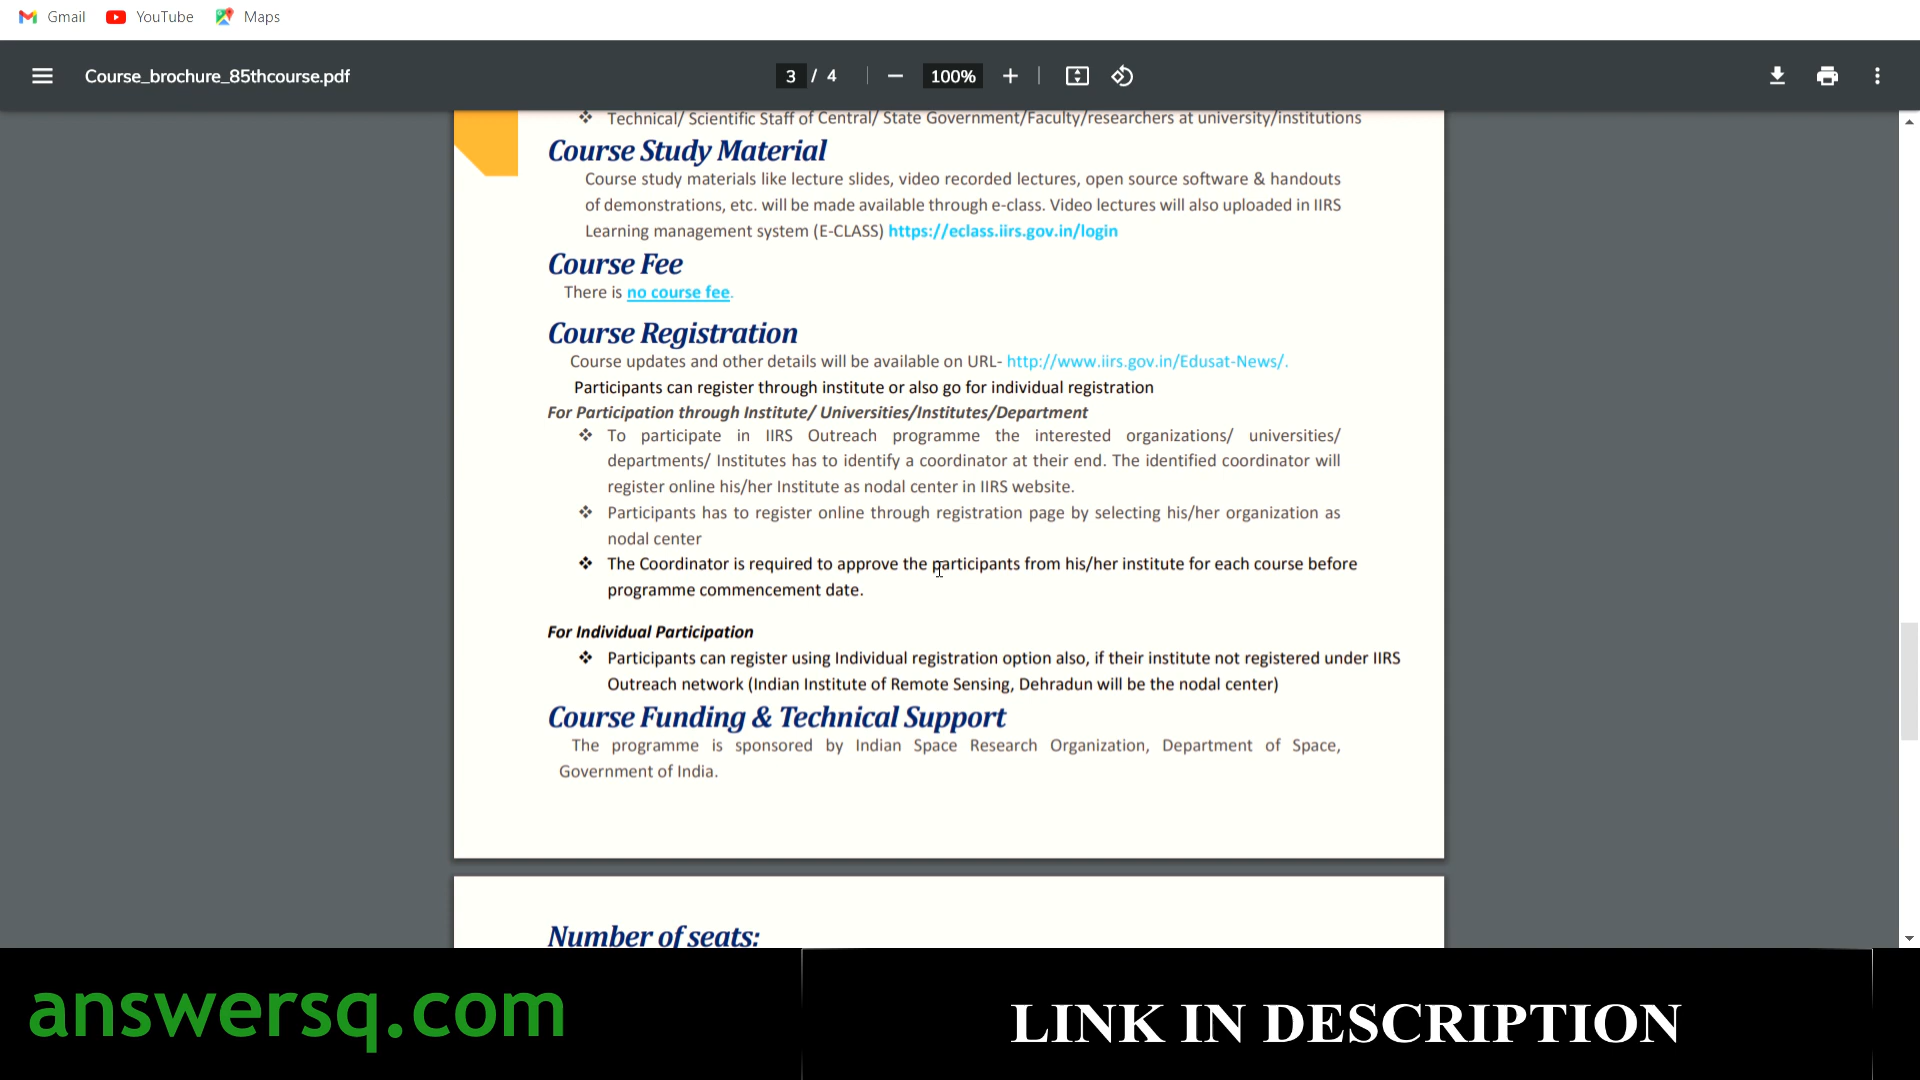 Gmail YouTube Maps
Course_brochure_85thcourse.pdf 3 / 4 100%
❖ Technical/ Scientific Staff of Central/ State Government/Faculty/researchers at university/institutions
Course Study Material
Course study materials like lecture slides, video recorded lectures, open source software & handouts
of demonstrations, etc. will be made available through e-class. Video lectures will also uploaded in IIRS
Learning management system (E-CLASS) https://eclass.iirs.gov.in/login
Course Fee
There is no course fee.
Course Registration
Course updates and other details will be available on URL- http://www.iirs.gov.in/Edusat-News/.
Participants can register through institute or also go for individual registration
For Participation through Institute/ Universities/Institutes/Department
❖ To participate in IIRS Outreach programme the interested organizations/ universities/
departments/ Institutes has to identify a coordinator at their end. The identified coordinator will
register online his/her Institute as nodal center in IIRS website.
❖ Participants has to register online through registration page by selecting his/her organization as
nodal center
❖ The Coordinator is required to approve the participants from his/her institute for each course before
programme commencement date.
For Individual Participation
❖ Participants can register using Individual registration option also, if their institute not registered under IIRS
Outreach network (Indian Institute of Remote Sensing, Dehradun will be the nodal center)
Course Funding & Technical Support
The programme is sponsored by Indian Space Research Organization, Department of Space,
Government of India.
Number of seats:
answersq.com
LINK IN DESCRIPTION